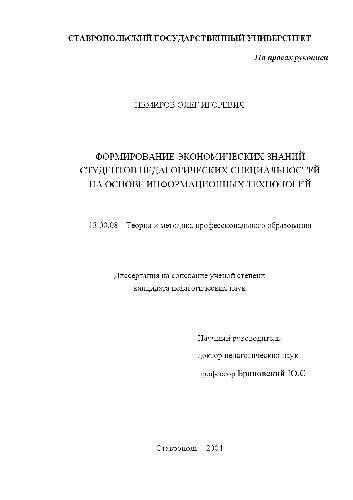 СТАВРОПОЛЬСКИЙ ГОСУДАРСТВЕННЫЙ УНИВЕРСИТЕТ
На правах рукописи
НЕМИРОВ ОЛЕГ ИГОРЕВИЧ
ФОРМИРОВАНИЕ ЭКОНОМИЧЕСКИХ ЗНАНИЙ
СТУДЕНТОВ ПЕДАГОГИЧЕСКИХ СПЕЦИАЛЬНОСТЕЙ
НА ОСНОВЕ ИНФОРМАЦИОННЫХ ТЕХНОЛОГИЙ
13.00.08 – Теория и методика профессионального образования
Диссертация на соискание ученой степени
кандидата педагогических наук
Научный руководитель:
доктор педагогических наук,
профессор Брановский Ю.С.
Ставрополь – 2004